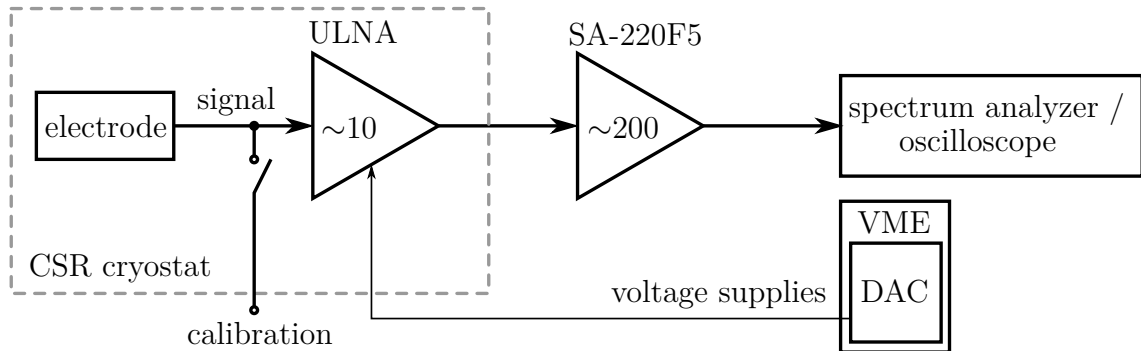 ULNA
SA-220F5
signal
electrode
~10
~200
spectrum analyzer /
oscilloscope
CSR cryostat
VME
voltage supplies
DAC
calibration